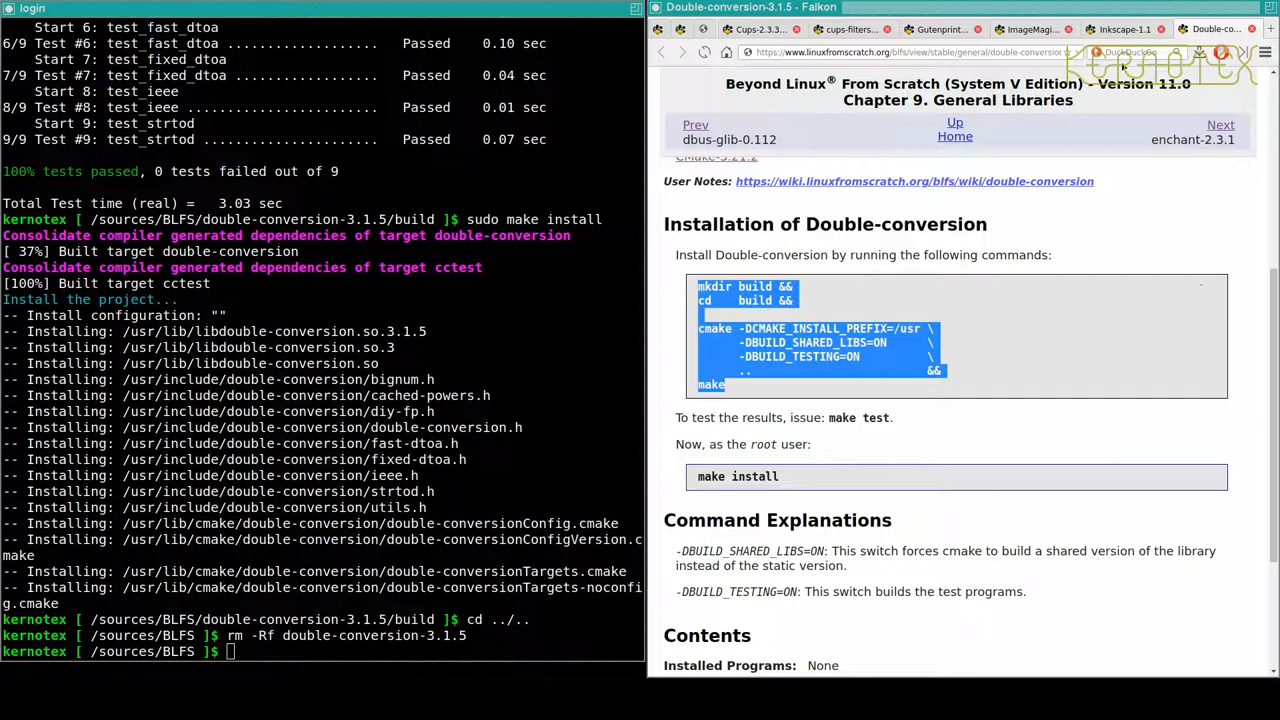 login
Start 6: test_fast_dtoa
6/9 Test #6: test_fast_dtoa ................... Passed 0.10 sec
Start 7: test_fixed_dtoa
7/9 Test #7: test_fixed_dtoa .................. Passed 0.04 sec
Start 8: test_ieee
8/9 Test #8: test_ieee ........................ Passed 0.01 sec
Start 9: test_strtod
9/9 Test #9: test_strtod ...................... Passed 0.07 sec
100% tests passed, 0 tests failed out of 9
Total Test time (real) = 3.03 sec
kernotex [ /sources/BLFS/double-conversion-3.1.5/build ]$ sudo make install
Consolidate compiler generated dependencies of target double-conversion
[ 37%] Built target double-conversion
Consolidate compiler generated dependencies of target cctest
[100%] Built target cctest
Install the project...
-- Install configuration: ""
-- Installing: /usr/lib/libdouble-conversion.so.3.1.5
-- Installing: /usr/lib/libdouble-conversion.so.3
-- Installing: /usr/lib/libdouble-conversion.so
-- Installing: /usr/include/double-conversion/bignum.h
-- Installing: /usr/include/double-conversion/cached-powers.h
-- Installing: /usr/include/double-conversion/diy-fp.h
-- Installing: /usr/include/double-conversion/double-conversion.h
-- Installing: /usr/include/double-conversion/fast-dtoa.h
-- Installing: /usr/include/double-conversion/fixed-dtoa.h
-- Installing: /usr/include/double-conversion/ieee.h
-- Installing: /usr/include/double-conversion/strtod.h
-- Installing: /usr/include/double-conversion/utils.h
-- Installing: /usr/lib/cmake/double-conversion/double-conversionConfig.cmake
-- Installing: /usr/lib/cmake/double-conversion/double-conversionConfigVersion.c
make
-- Installing: /usr/lib/cmake/double-conversion/double-conversionTargets.cmake
-- Installing: /usr/lib/cmake/double-conversion/double-conversionTargets-noconfi
g.cmake
kernotex [ /sources/BLFS/double-conversion-3.1.5/build ]$ cd ../..
kernotex [ /sources/BLFS ]$ rm -Rf double-conversion-3.1.5
kernotex [ /sources/BLFS ]$
Double-conversion-3.1.5 - Falkon
Cups-2.3.3... cups-filters... Gutenprint... ImageMagi... Inkscape-1.1 Double-co...
https://www.linuxfromscratch.org/blfs/view/stable/general/double-conversion
DuckDuckGo
KERNOTEX
Beyond Linux® From Scratch (System V Edition) - Version 11.0
Chapter 9. General Libraries
Prev Up Next
dbus-glib-0.112 Home enchant-2.3.1
CMake-3.21.2
User Notes: https://wiki.linuxfromscratch.org/blfs/wiki/double-conversion
Installation of Double-conversion
Install Double-conversion by running the following commands:
mkdir build &&
cd build &&
cmake -DCMAKE_INSTALL_PREFIX=/usr \
-DBUILD_SHARED_LIBS=ON \
-DBUILD_TESTING=ON \
.. &&
make
To test the results, issue: make test.
Now, as the root user:
make install
Command Explanations
-DBUILD_SHARED_LIBS=ON: This switch forces cmake to build a shared version of the library
instead of the static version.
-DBUILD_TESTING=ON: This switch builds the test programs.
Contents
Installed Programs: None